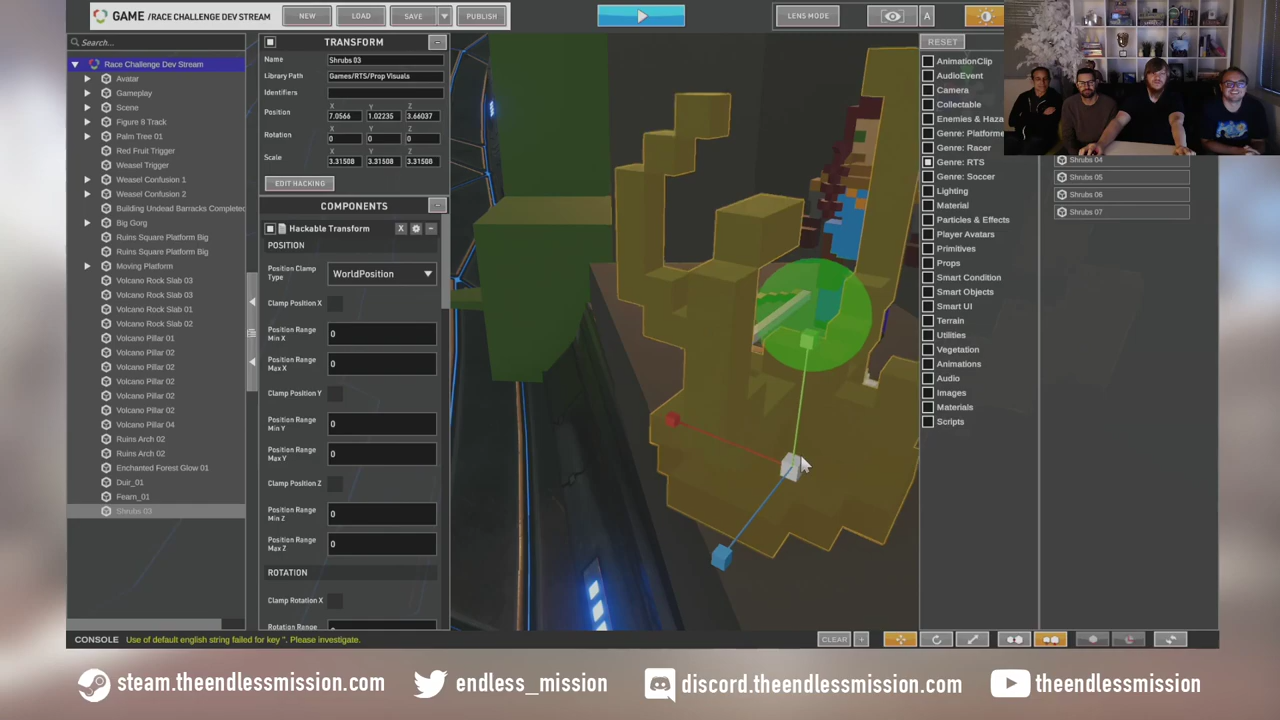 GAME /RACE CHALLENGE DEV STREAM
NEW
LOAD
SAVE
PUBLISH
LENS MODE
A
Search...
Race Challenge Dev Stream
Avatar
Gameplay
Scene
Figure 8 Track
Palm Tree 01
Red Fruit Trigger
Weasel Trigger
Weasel Confusion 1
Weasel Confusion 2
Building Undead Barracks Completed
Big Gorg
Ruins Square Platform Big
Ruins Square Platform Big
Moving Platform
Volcano Rock Slab 03
Volcano Rock Slab 03
Volcano Rock Slab 01
Volcano Rock Slab 02
Volcano Pillar 01
Volcano Pillar 02
Volcano Pillar 02
Volcano Pillar 02
Volcano Pillar 02
Volcano Pillar 02
Volcano Pillar 04
Ruins Arch 02
Ruins Arch 02
Enchanted Forest Glow 01
Duir_01
Fearn_01
Shrubs 03
TRANSFORM
Name Shrubs 03
Library Path Games/RTS/Prop Visuals
Identifiers
X Y Z
Position 7.0566 1.02235 3.66037
X Y Z
Rotation 0 0 0
X Y Z
Scale 3.31508 3.31508 3.31508
EDIT HACKING
COMPONENTS
Hackable Transform X
POSITION
Position Clamp Type WorldPosition
Clamp Position X
Position Range Min X 0
Position Range Max X 0
Clamp Position Y
Position Range Min Y 0
Position Range Max Y 0
Clamp Position Z
Position Range Min Z 0
Position Range Max Z 0
ROTATION
Clamp Rotation X
Rotation Range
RESET
AnimationClip
AudioEvent
Camera
Collectable
Enemies & Haza
Genre: Platforme
Genre: Racer
Genre: RTS
Genre: Soccer
Lighting
Material
Particles & Effects
Player Avatars
Primitives
Props
Smart Condition
Smart Objects
Smart UI
Terrain
Utilities
Vegetation
Animations
Audio
Images
Materials
Scripts
Shrubs 04
Shrubs 05
Shrubs 06
Shrubs 07
CONSOLE Use of default english string failed for key ''. Please investigate.
CLEAR +
steam.theendlessmission.com
endless_mission
discord.theendlessmission.com
theendlessmission